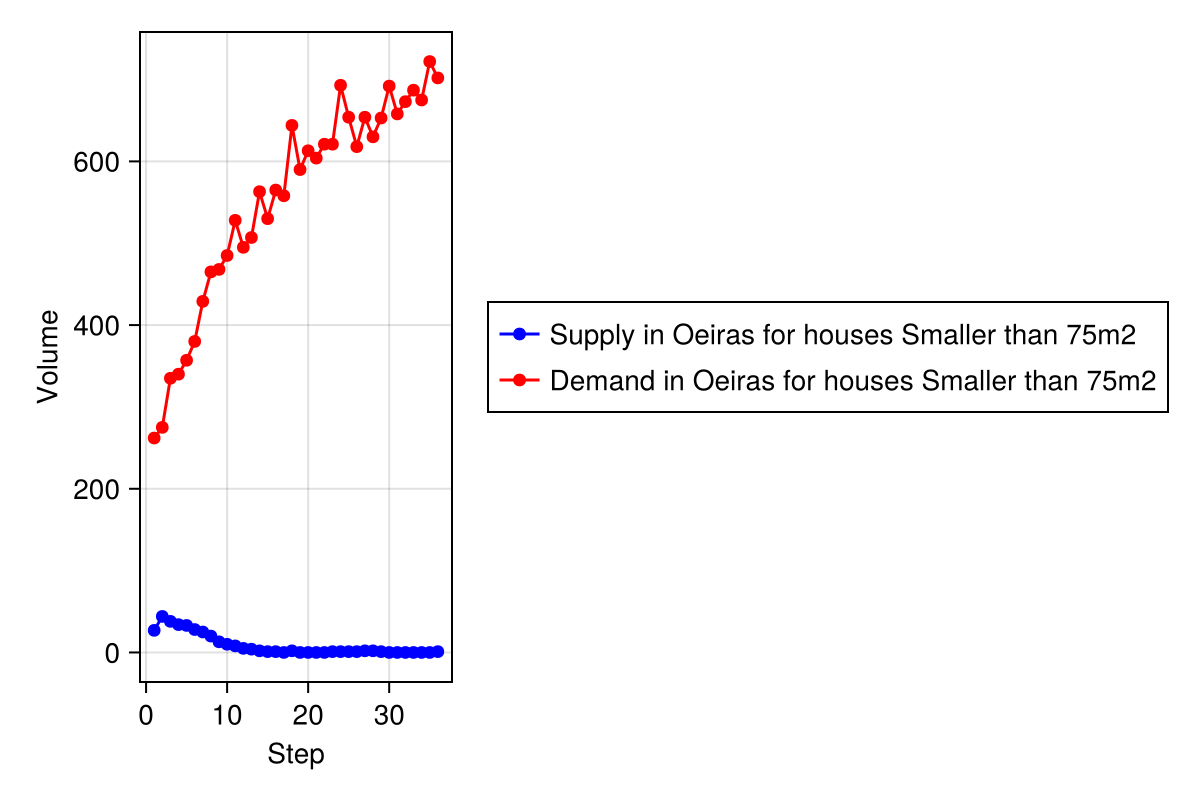 Volume
600
400
200
0
0 10 20 30
Step
Supply in Oeiras for houses Smaller than 75m2
Demand in Oeiras for houses Smaller than 75m2